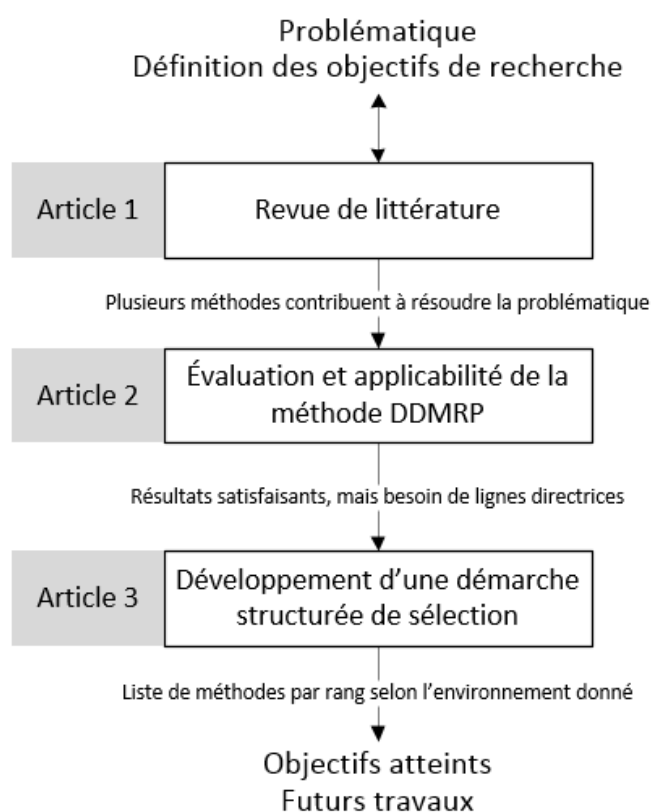 Problématique
Définition des objectifs de recherche
Article 1
Revue de littérature
Plusieurs méthodes contribuent à résoudre la problématique
Article 2
Évaluation et applicabilité de la
méthode DDMRP
Résultats satisfaisants, mais besoin de lignes directrices
Article 3
Développement d'une démarche
structurée de sélection
Liste de méthodes par rang selon l'environnement donné
Objectifs atteints
Futurs travaux